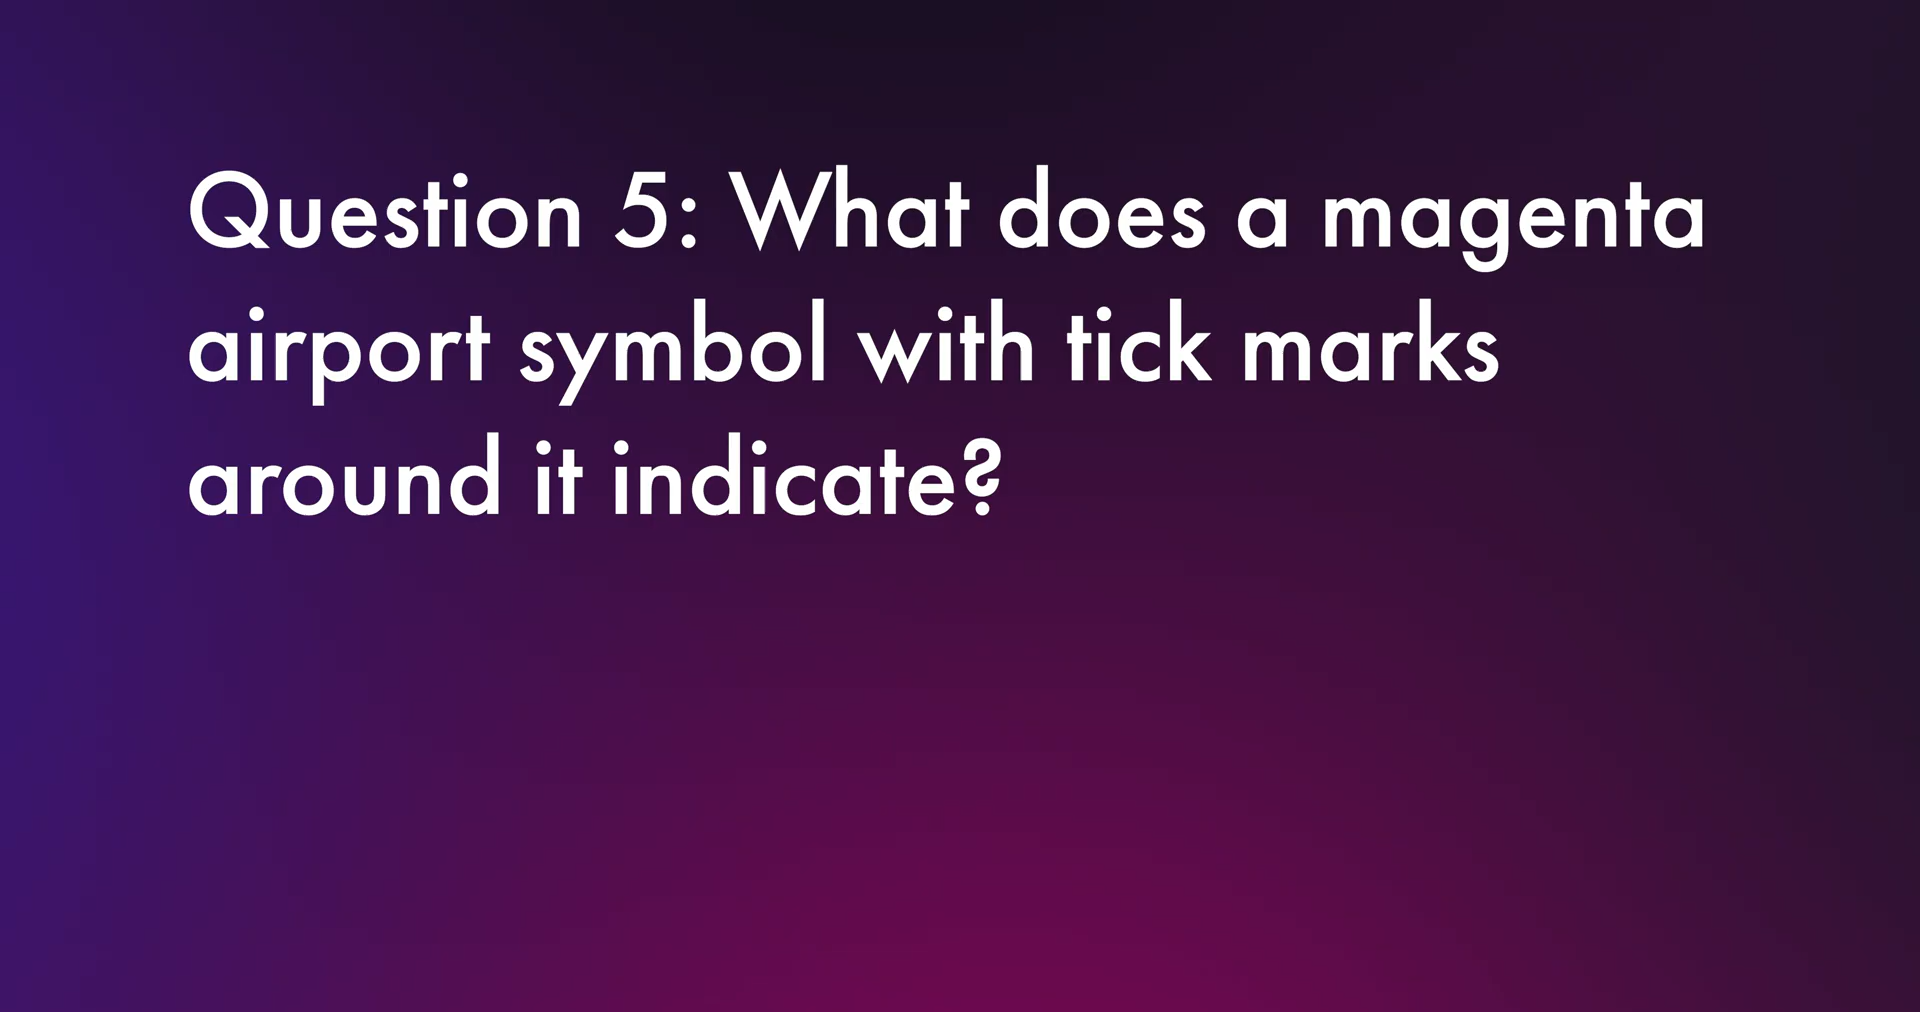 Question 5: What does a magenta
airport symbol with tick marks
around it indicate?